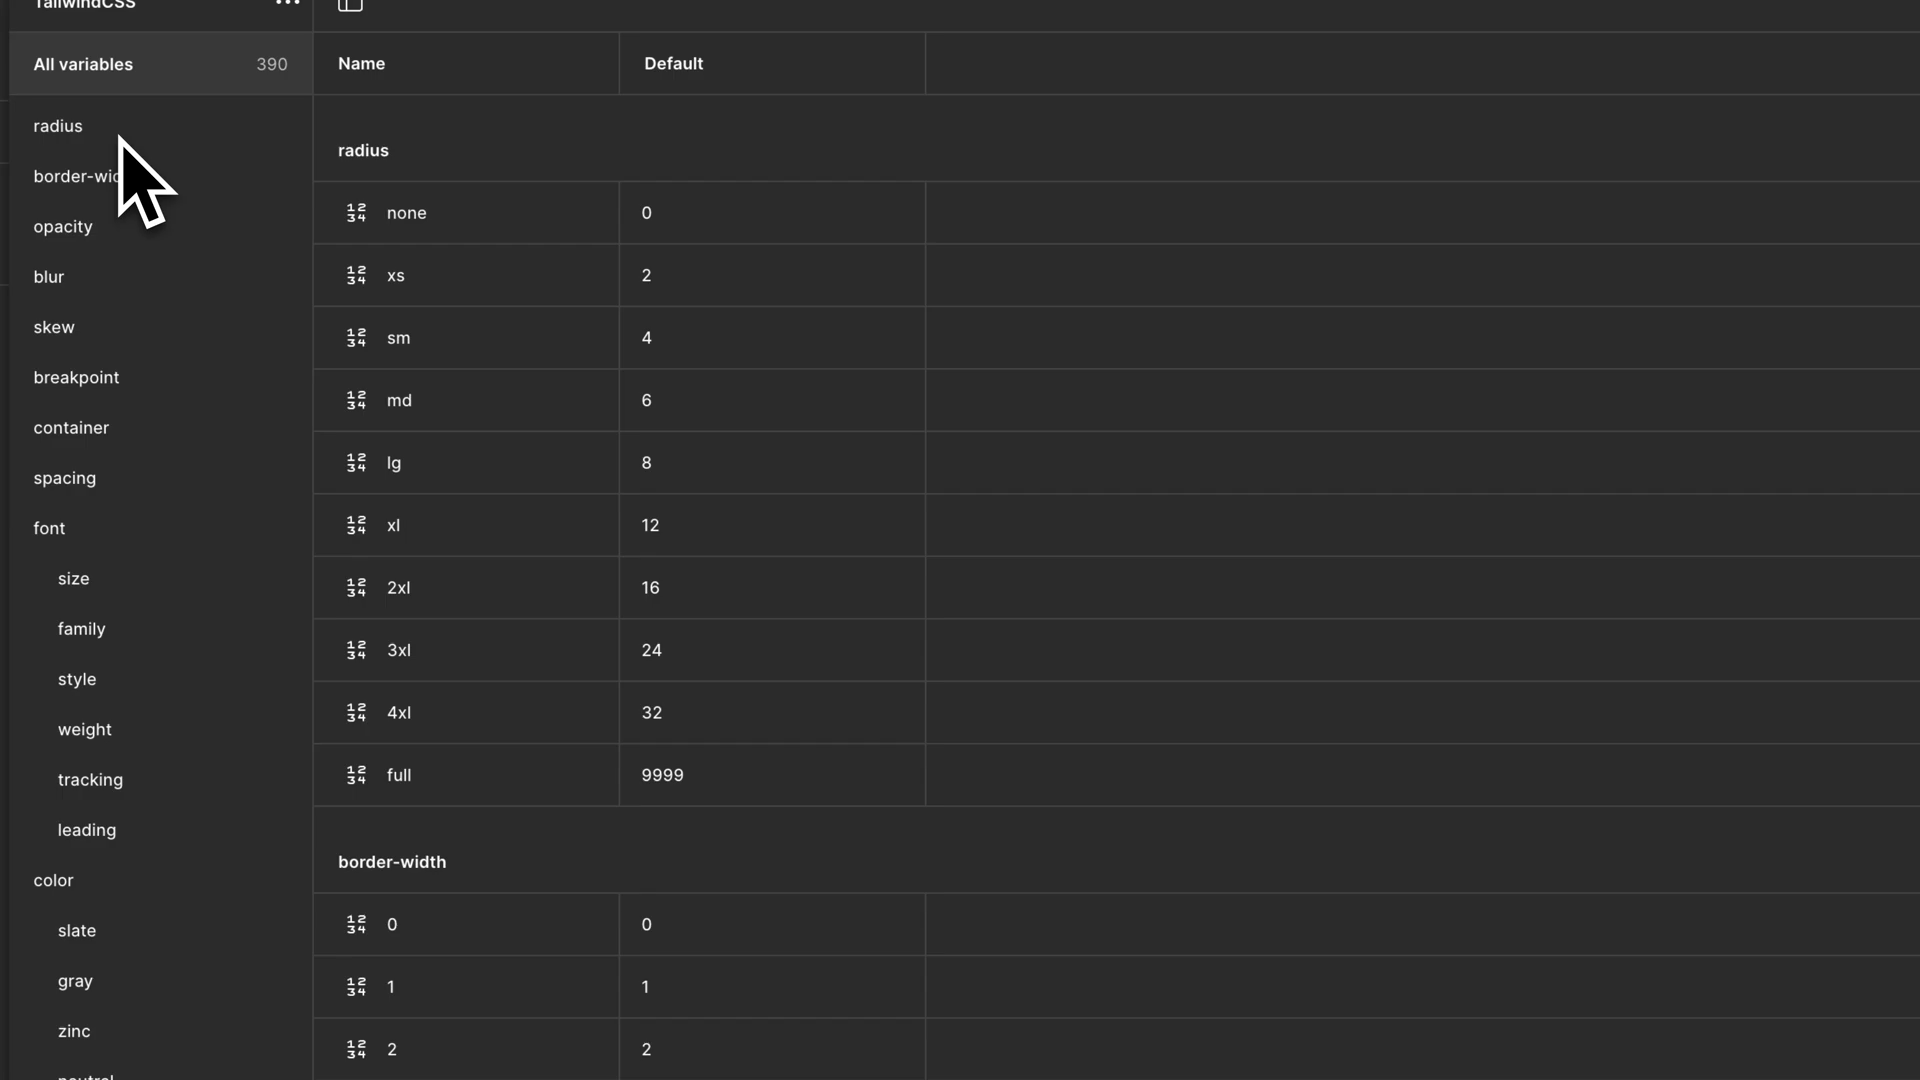 TailwindCSS
All variables 390
radius
opacity
blur
skew
breakpoint
container
spacing
font
size
family
style
weight
tracking
leading
color
slate
gray
zinc
Name Default
radius
none 0
xs 2
sm 4
md 6
lg 8
xl 12
2xl 16
3xl 24
4xl 32
full 9999
border-width
0 0
1 1
2 2